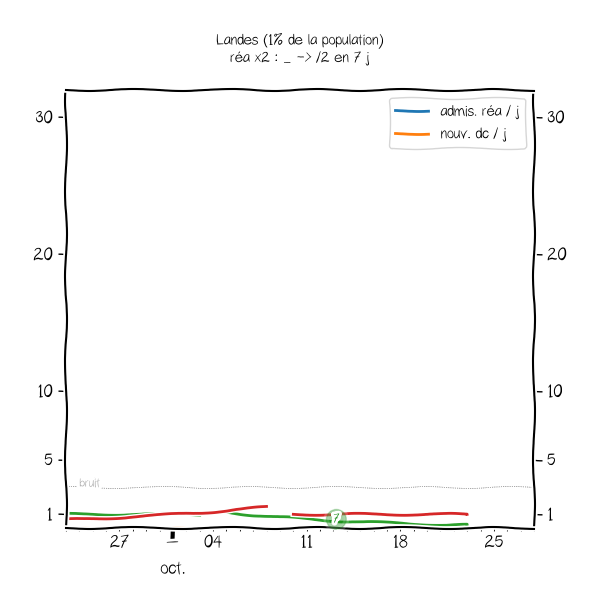 Landes (1% de la population)
réa x2 : _ -> /2 en 7 j
admis. réa / j
nouv. dc / j
30
30
20
20
10
10
5
5
bruit
1
1
7
27
04
11
18
25
oct.